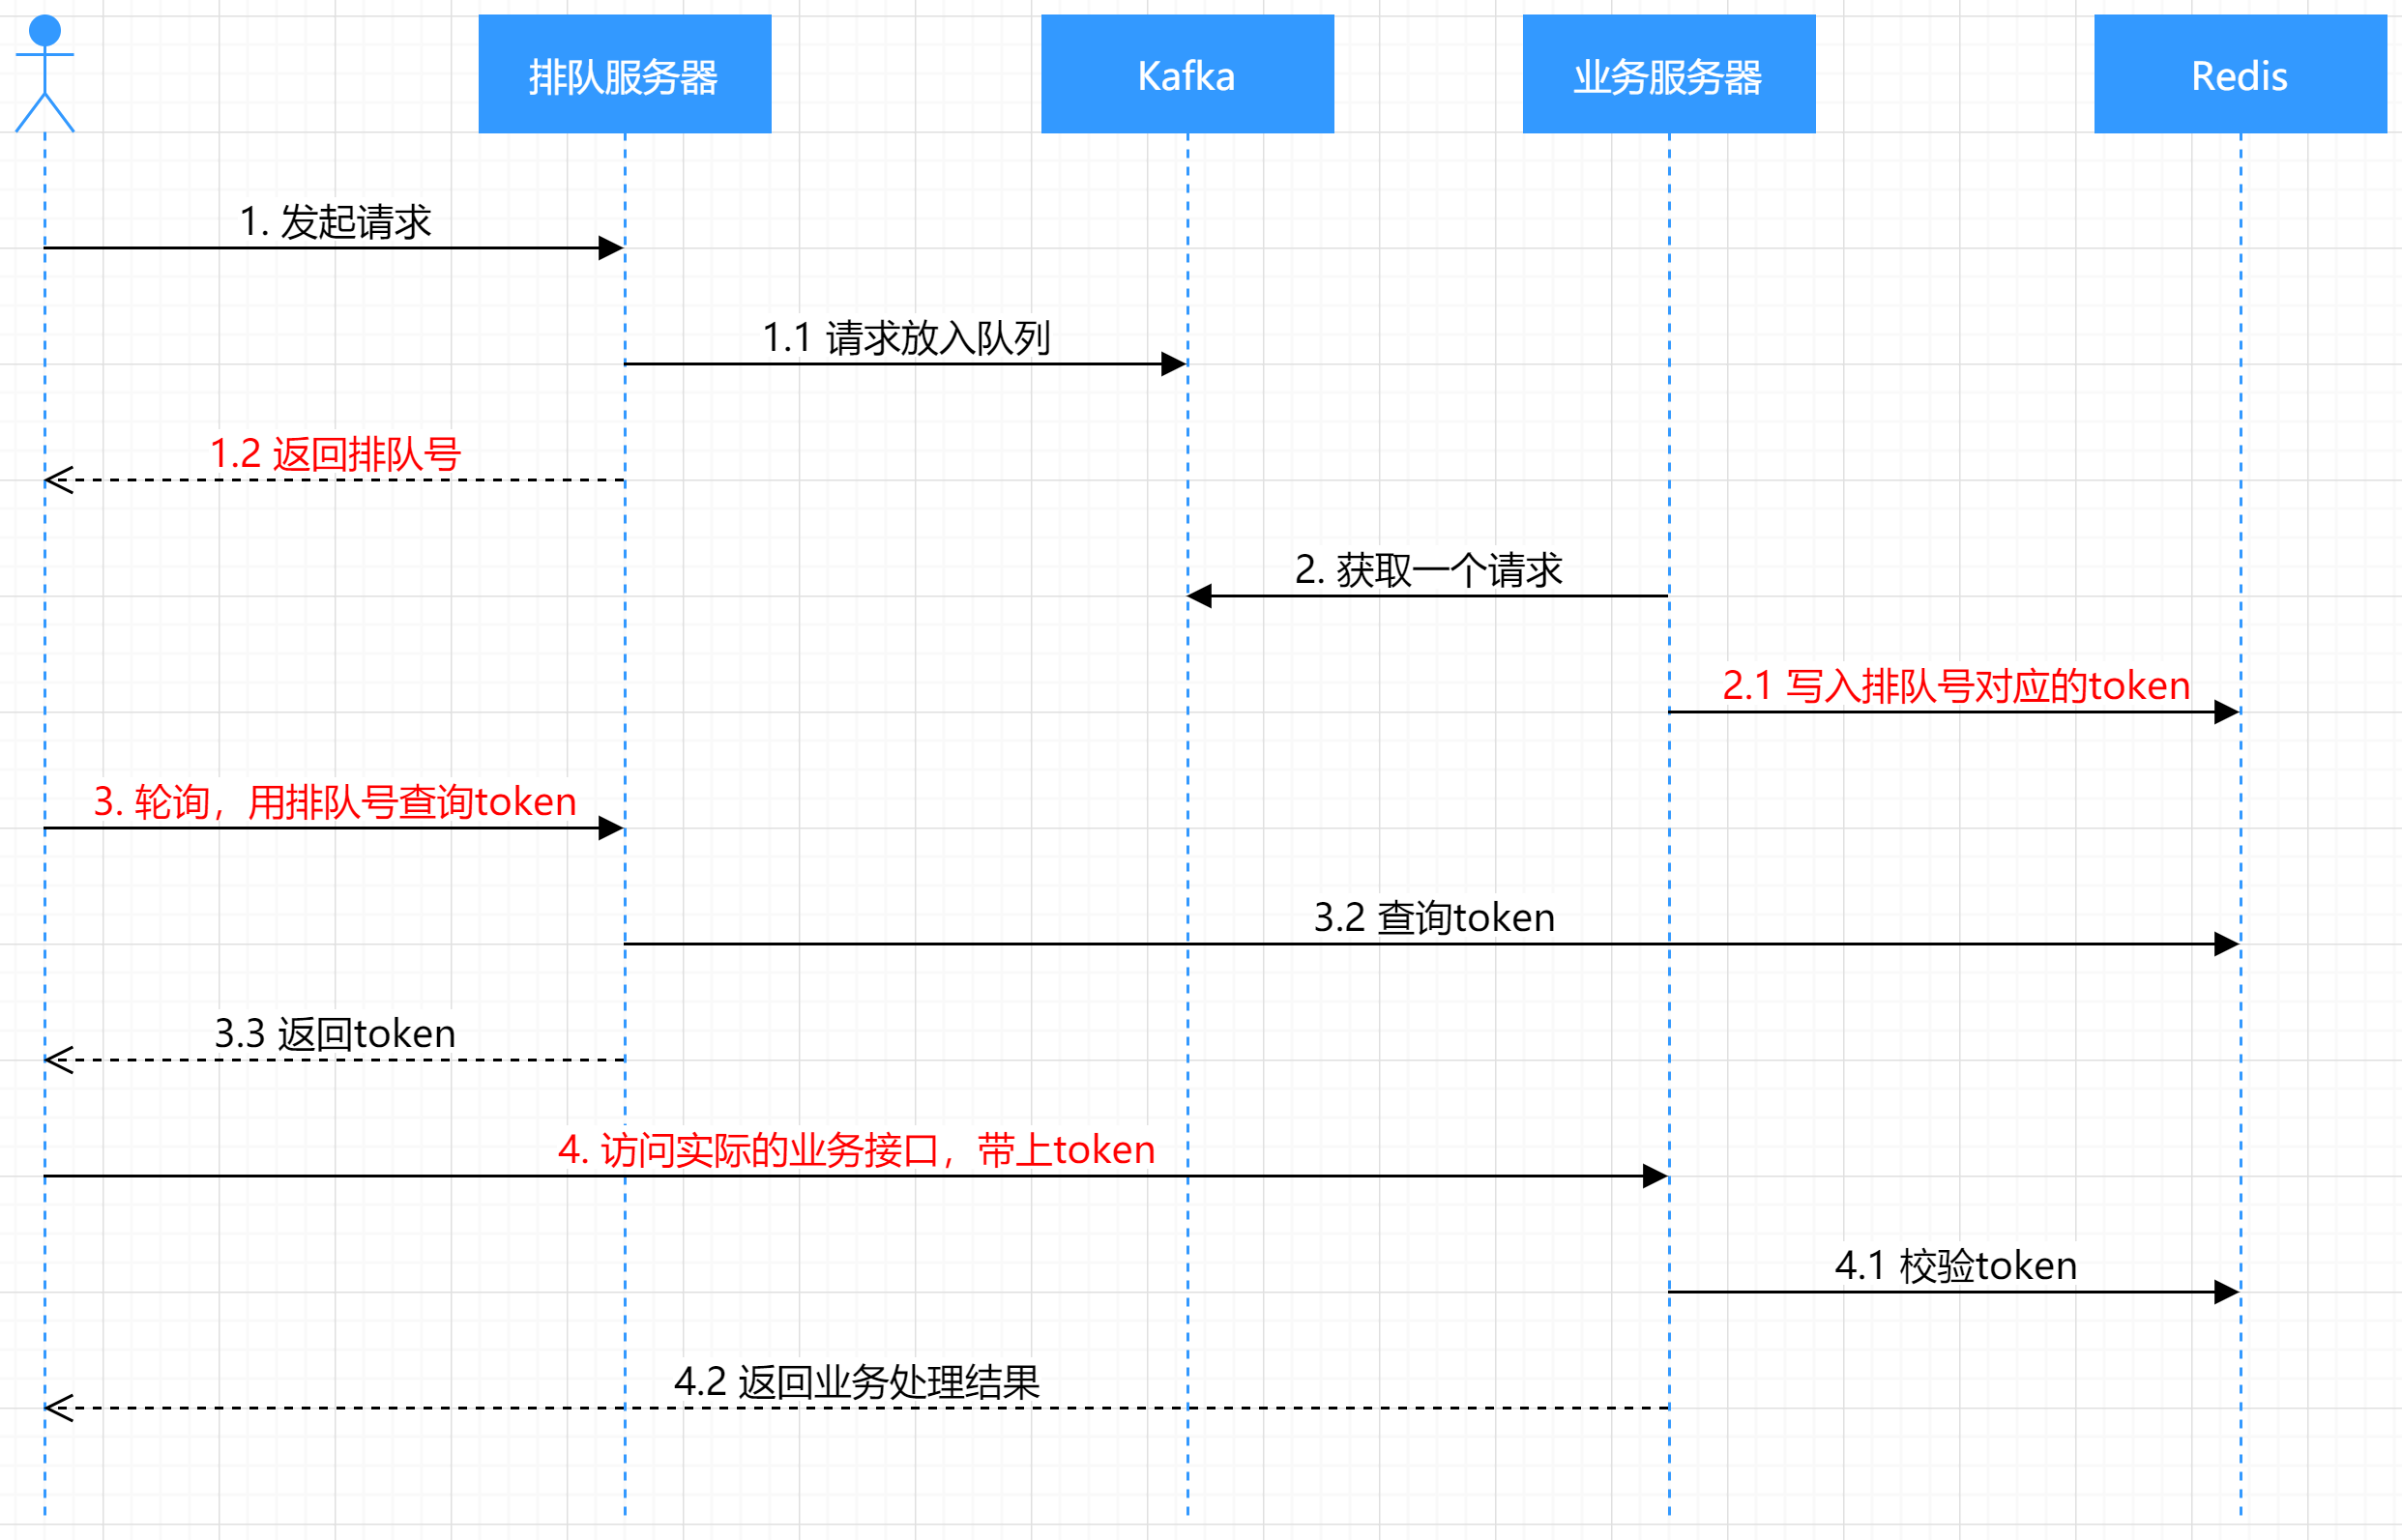 排队服务器
Kafka
业务服务器
Redis
1. 发起请求
1.1 请求放入队列
1.2 返回排队号
2. 获取一个请求
2.1 写入排队号对应的token
3. 轮询，用排队号查询token
3.2 查询token
3.3 返回token
4. 访问实际的业务接口，带上token
4.1 校验token
4.2 返回业务处理结果